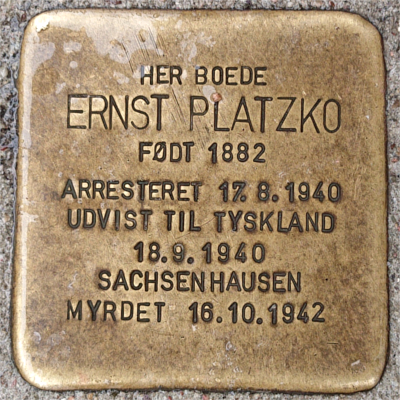 HER BOEDE
ERNST PLATZKO
FØDT 1882
ARRESTERET 17.8.1940
UDVIST TIL TYSKLAND
18.9.1940
SACHSENHAUSEN
MYRDET 16.10.1942